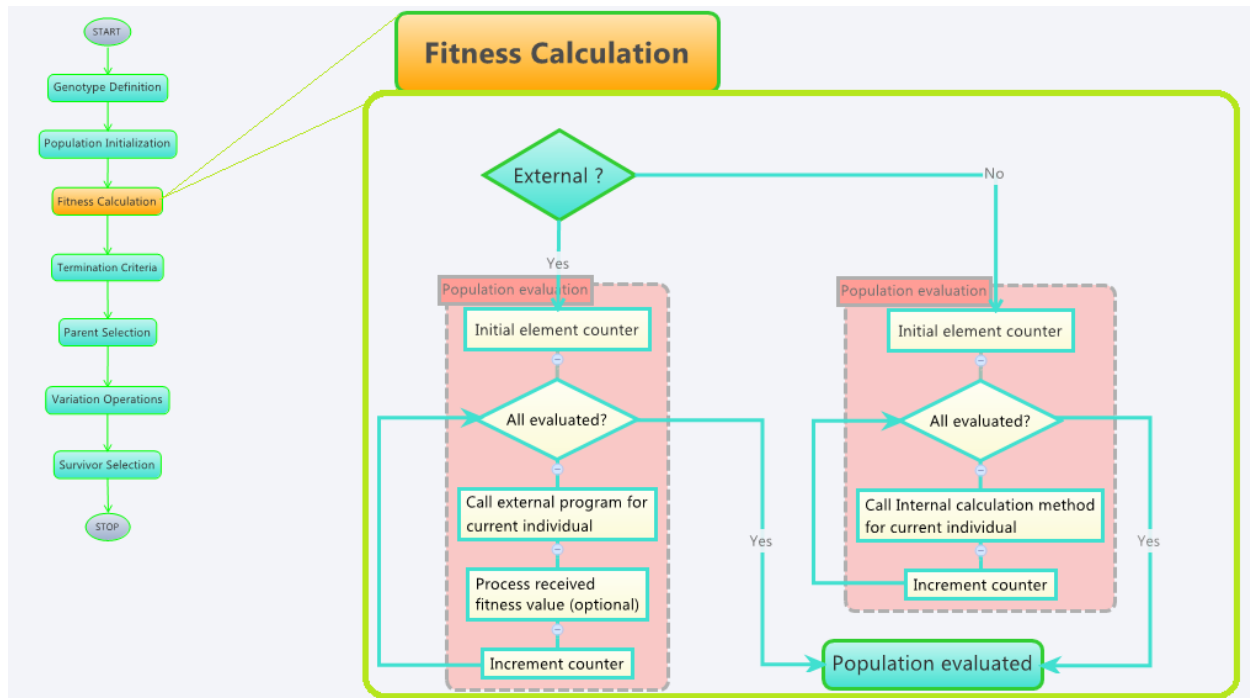 START
Genotype Definition
Population Initialization
Fitness Calculation
Termination Criteria
Parent Selection
Variation Operations
Survivor Selection
STOP
Fitness Calculation
External ?
No
Yes
Population evaluation
Initial element counter
All evaluated?
Call external program for
current individual
Process received
fitness value (optional)
Increment counter
Yes
Population evaluation
Initial element counter
All evaluated?
Call Internal calculation method
for current individual
Increment counter
Yes
Population evaluated